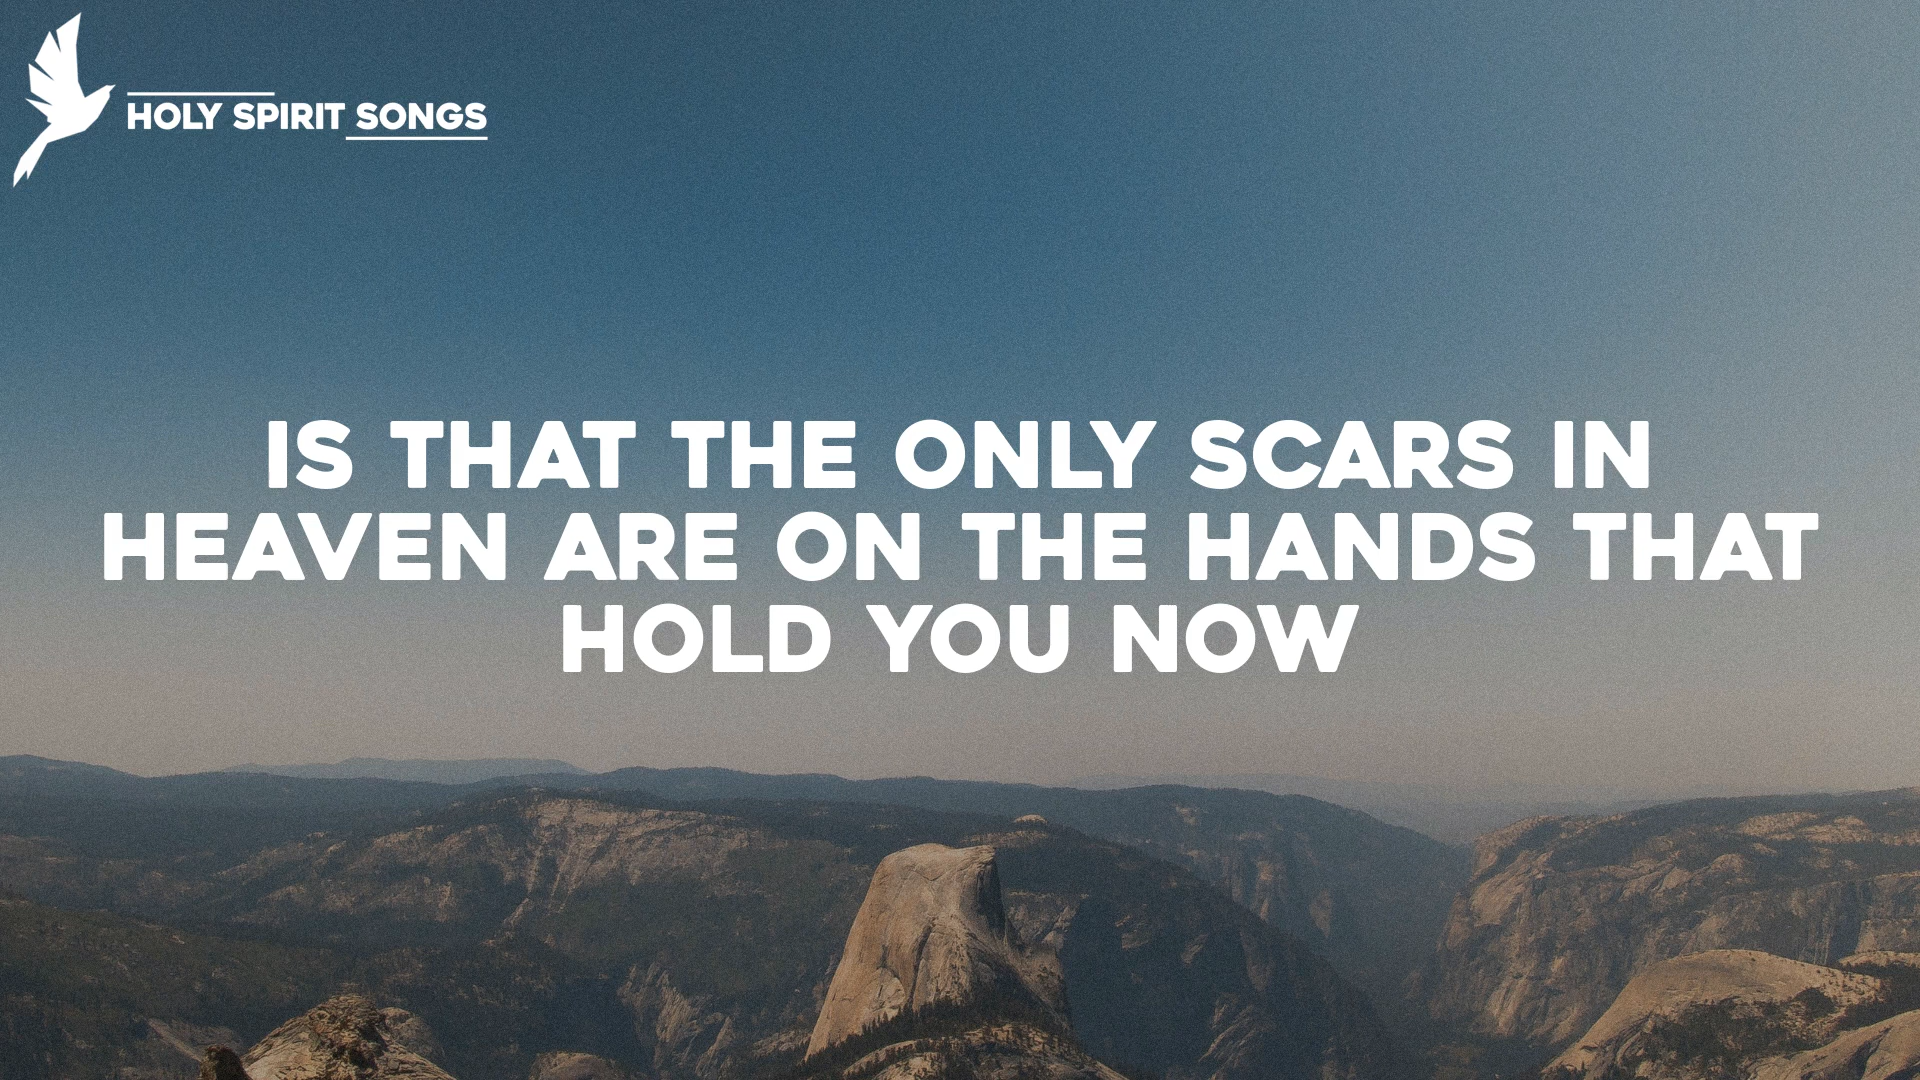 HOLY SPIRIT SONGS
IS THAT THE ONLY SCARS IN
HEAVEN ARE ON THE HANDS THAT
HOLD YOU NOW